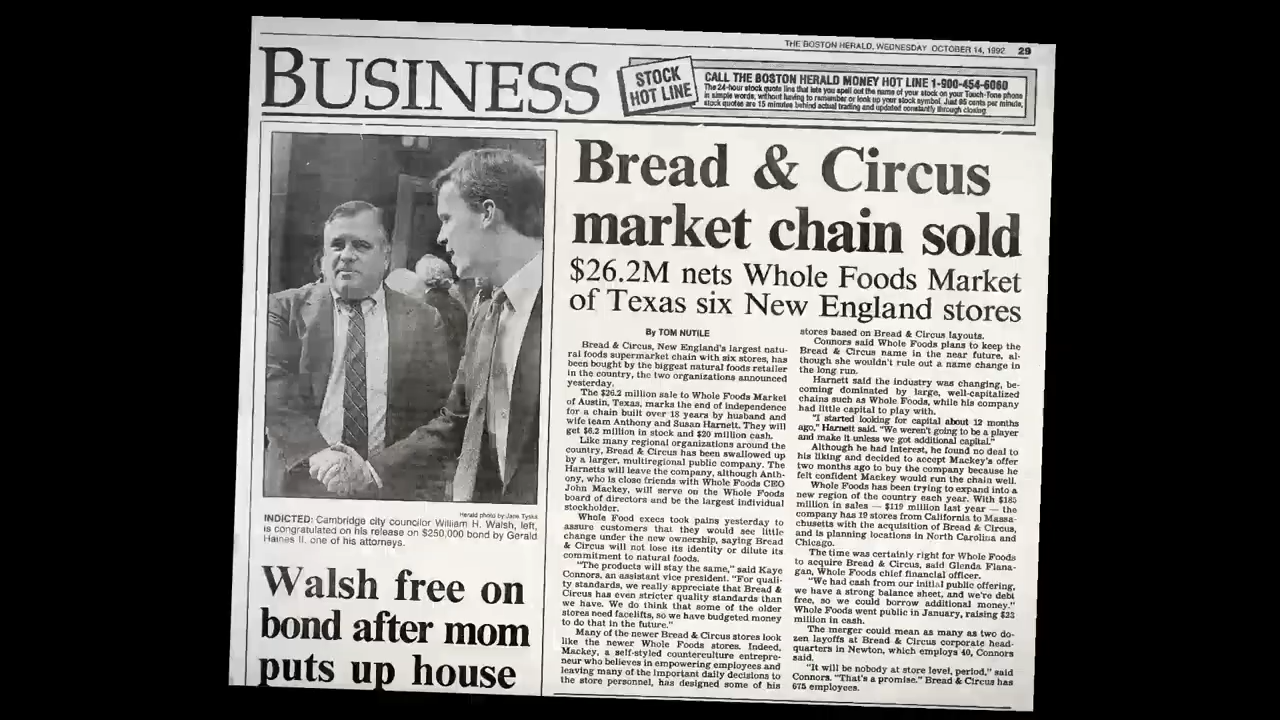 THE BOSTON HERALD, WEDNESDAY OCTOBER 14, 1992 29
BUSINESS
STOCK
HOT LINE
CALL THE BOSTON HERALD MONEY HOT LINE 1-900-454-6060
The 24-hour stock quote line that lets you spell out the name of your stock on your Touch-Tone phone
in simple words, without having to remember or look up your stock symbol. Just 95 cents per minute,
stock quotes are 15 minutes behind actual trading and updated constantly through closing.
Herald photo by Jane Tyska
INDICTED: Cambridge city councilor William H. Walsh, left,
is congratulated on his release on $250,000 bond by Gerald
Haines II, one of his attorneys.
Walsh free on
bond after mom
puts up house
Bread & Circus
market chain sold
$26.2M nets Whole Foods Market
of Texas six New England stores
By TOM NUTILE
Bread & Circus, New England's largest natu-
ral foods supermarket chain with six stores, has
been bought by the biggest natural foods retailer
in the country, the two organizations announced
yesterday.
The $26.2 million sale to Whole Foods Market
of Austin, Texas, marks the end of independence
for a chain built over 18 years by husband and
wife team Anthony and Susan Harnett. They will
get $6.2 million in stock and $20 million cash.
Like many regional organizations around the
country, Bread & Circus has been swallowed up
by a larger, multiregional public company. The
Harnetts will leave the company, although Anth-
ony, who is close friends with Whole Foods CEO
John Mackey, will serve on the Whole Foods
board of directors and be the largest individual
stockholder.
Whole Food execs took pains yesterday to
assure customers that they would see little
change under the new ownership, saying Bread
& Circus will not lose its identity or dilute its
commitment to natural foods.
"The products will stay the same," said Kaye
Connors, an assistant vice president. "For quali-
ty standards, we really appreciate that Bread &
Circus has even stricter quality standards than
we have. We do think that some of the older
stores need facelifts, so we have budgeted money
to do that in the future."
Many of the newer Bread & Circus stores look
like the newer Whole Foods stores. Indeed,
Mackey, a self-styled counterculture entrepre-
neur who believes in empowering employees and
leaving many of the important daily decisions to
the store personnel, has designed some of his
stores based on Bread & Circus layouts.
Connors said Whole Foods plans to keep the
Bread & Circus name in the near future, al-
though she wouldn't rule out a name change in
the long run.
Harnett said the industry was changing, be-
coming dominated by large, well-capitalized
chains such as Whole Foods, while his company
had little capital to play with.
"I started looking for capital about 12 months
ago," Harnett said. "We weren't going to be a player
and make it unless we got additional capital."
Although he had interest, he found no deal to
his liking and decided to accept Mackey's offer
two months ago to buy the company because he
felt confident Mackey would run the chain well.
Whole Foods has been trying to expand into a
new region of the country each year. With $185
million in sales — $119 million last year — the
company has 19 stores from California to Massa-
chusetts with the acquisition of Bread & Circus,
and is planning locations in North Carolina and
Chicago.
The time was certainly right for Whole Foods
to acquire Bread & Circus, said Glenda Flana-
gan, Whole Foods chief financial officer.
"We had cash from our initial public offering,
we have a strong balance sheet, and we're debt
free, so we could borrow additional money."
Whole Foods went public in January, raising $23
million in cash.
The merger could mean as many as two do-
zen layoffs at Bread & Circus corporate head-
quarters in Newton, which employs 40, Connors
said.
"It will be nobody at store level, period," said
Connors. "That's a promise." Bread & Circus has
675 employees.